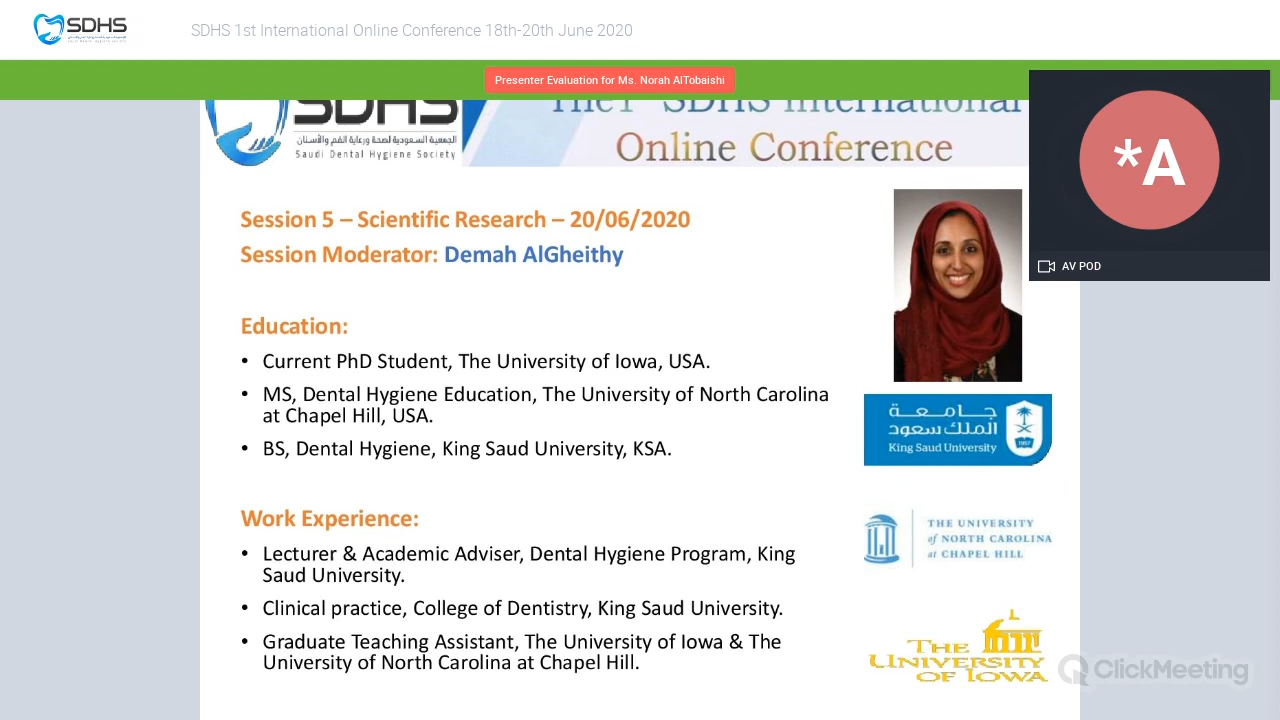 SDHS
SDHS 1st International Online Conference 18th-20th June 2020
Presenter Evaluation for Ms. Norah AlTobaishi
SDHS
The 1st SDHS International
الجمعية السعودية لصحة ورعاية الفم والأسنان
Saudi Dental Hygiene Society
Online Conference
*A
AV POD
Session 5 – Scientific Research – 20/06/2020
Session Moderator: Demah AlGheithy
Education:
• Current PhD Student, The University of Iowa, USA.
• MS, Dental Hygiene Education, The University of North Carolina
at Chapel Hill, USA.
• BS, Dental Hygiene, King Saud University, KSA.
جامعة
الملك سعود
King Saud University
1957
Work Experience:
• Lecturer & Academic Adviser, Dental Hygiene Program, King
Saud University.
• Clinical practice, College of Dentistry, King Saud University.
• Graduate Teaching Assistant, The University of Iowa & The
University of North Carolina at Chapel Hill.
THE UNIVERSITY
of NORTH CAROLINA
at CHAPEL HILL
THE
UNIVERSITY
OF IOWA
ClickMeeting